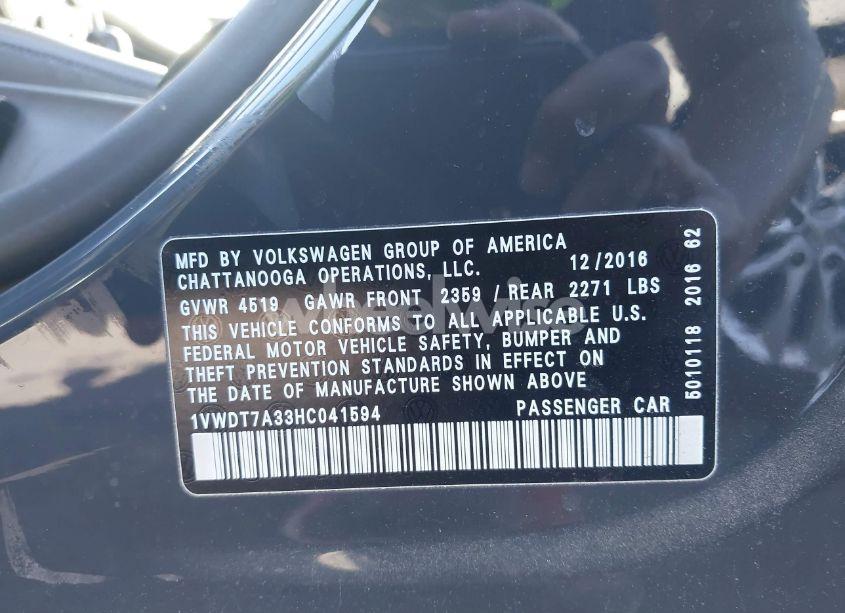 MFD BY VOLKSWAGEN GROUP OF AMERICA
CHATTANOOGA OPERATIONS, LLC. 12/2016
GVWR 4519 GAWR FRONT 2359 / REAR 2271 LBS
THIS VEHICLE CONFORMS TO ALL APPLICABLE U.S.
FEDERAL MOTOR VEHICLE SAFETY, BUMPER AND
THEFT PREVENTION STANDARDS IN EFFECT ON
THE DATE OF MANUFACTURE SHOWN ABOVE
1VWDT7A33HC041594 PASSENGER CAR
5010118 2016 62